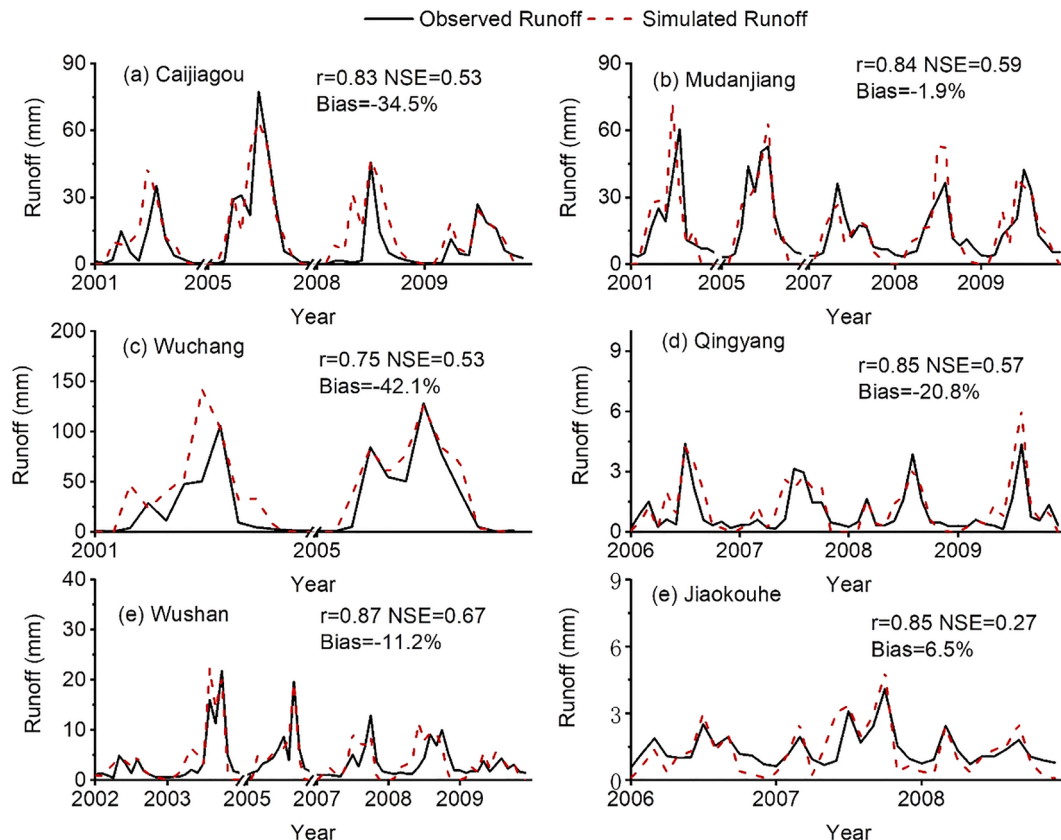 Observed Runoff Simulated Runoff
(a) Caijiagou
r=0.83 NSE=0.53
Bias=-34.5%
Runoff (mm)
90
60
30
0
2001 2005 2008 2009
Year
(b) Mudanjiang
r=0.84 NSE=0.59
Bias=-1.9%
Runoff (mm)
90
60
30
0
2001 2005 2007 2008 2009
Year
(c) Wuchang
r=0.75 NSE=0.53
Bias=-42.1%
Runoff (mm)
200
150
100
50
0
2001 2005
Year
(d) Qingyang
r=0.85 NSE=0.57
Bias=-20.8%
Runoff (mm)
9
6
3
0
2006 2007 2008 2009
Year
(e) Wushan
r=0.87 NSE=0.67
Bias=-11.2%
Runoff (mm)
40
30
20
10
0
2002 2003 2005 2007 2008 2009
Year
(e) Jiaokouhe
r=0.85 NSE=0.27
Bias=6.5%
Runoff (mm)
9
6
3
0
2006 2007 2008
Year